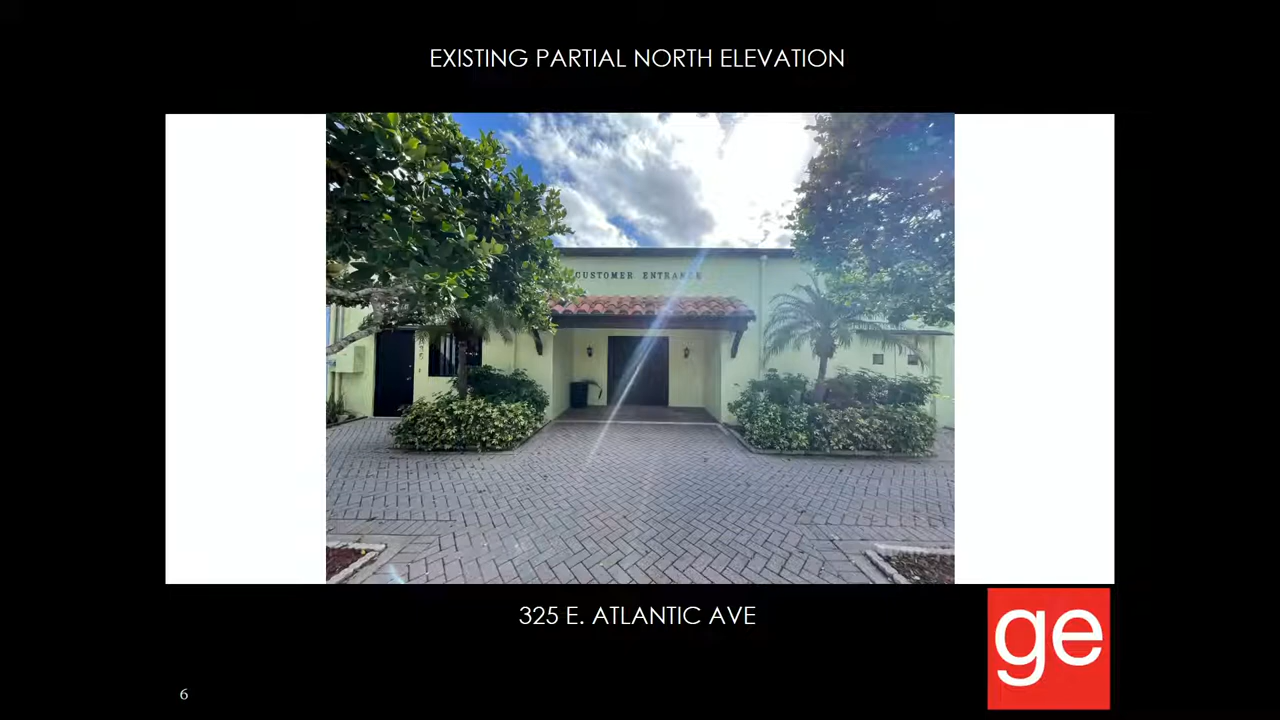 EXISTING PARTIAL NORTH ELEVATION
CUSTOMER ENTRANCE
325 E. ATLANTIC AVE
ge
6